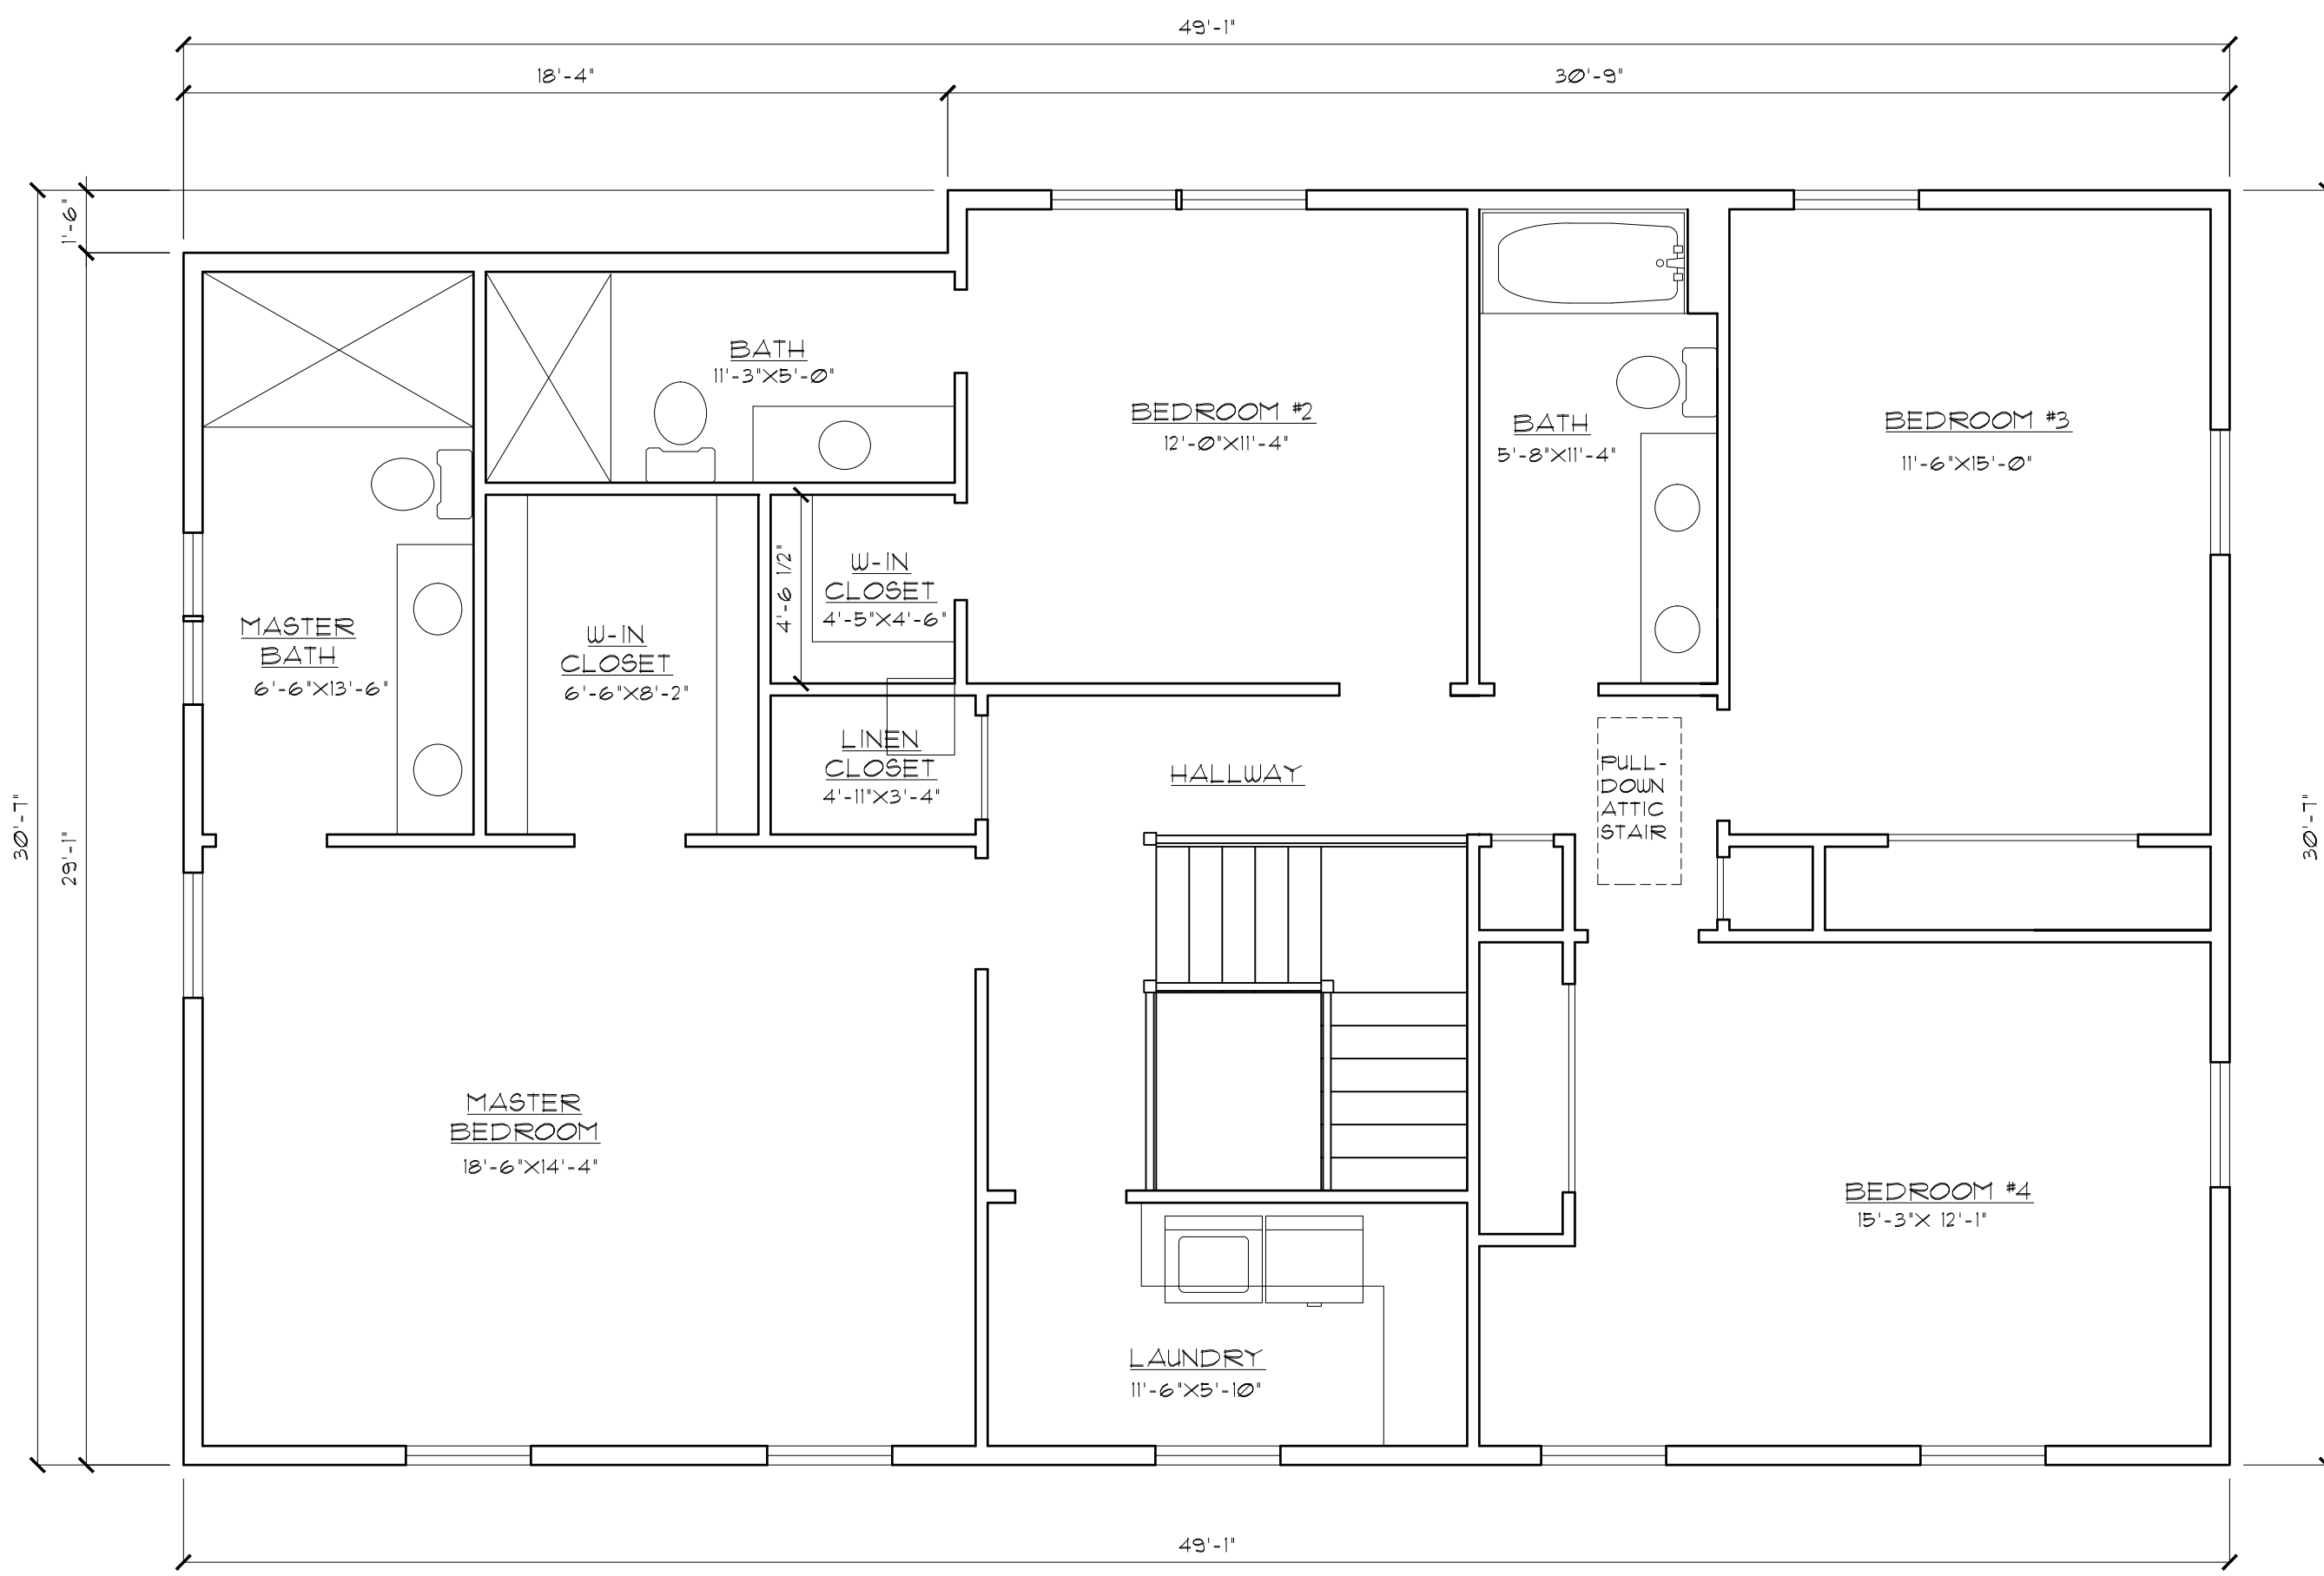 49'-1"
18'-4"
30'-9"
1'-6"
BATH
11'-3"X5'-0"
BEDROOM #2
12'-0"X11'-4"
BATH
5'-8"X11'-4"
BEDROOM #3
11'-6"X15'-0"
4'-6 1/2"
W-IN
CLOSET
4'-5"X4'-6"
MASTER
BATH
6'-6"X13'-6"
W-IN
CLOSET
6'-6"X8'-2"
LINEN
CLOSET
4'-11"X3'-4"
HALLWAY
PULL-
DOWN
ATTIC
STAIR
30'-7"
29'-1"
30'-7"
MASTER
BEDROOM
18'-6"X14'-4"
BEDROOM #4
15'-3"X 12'-1"
LAUNDRY
11'-6"X5'-10"
49'-1"